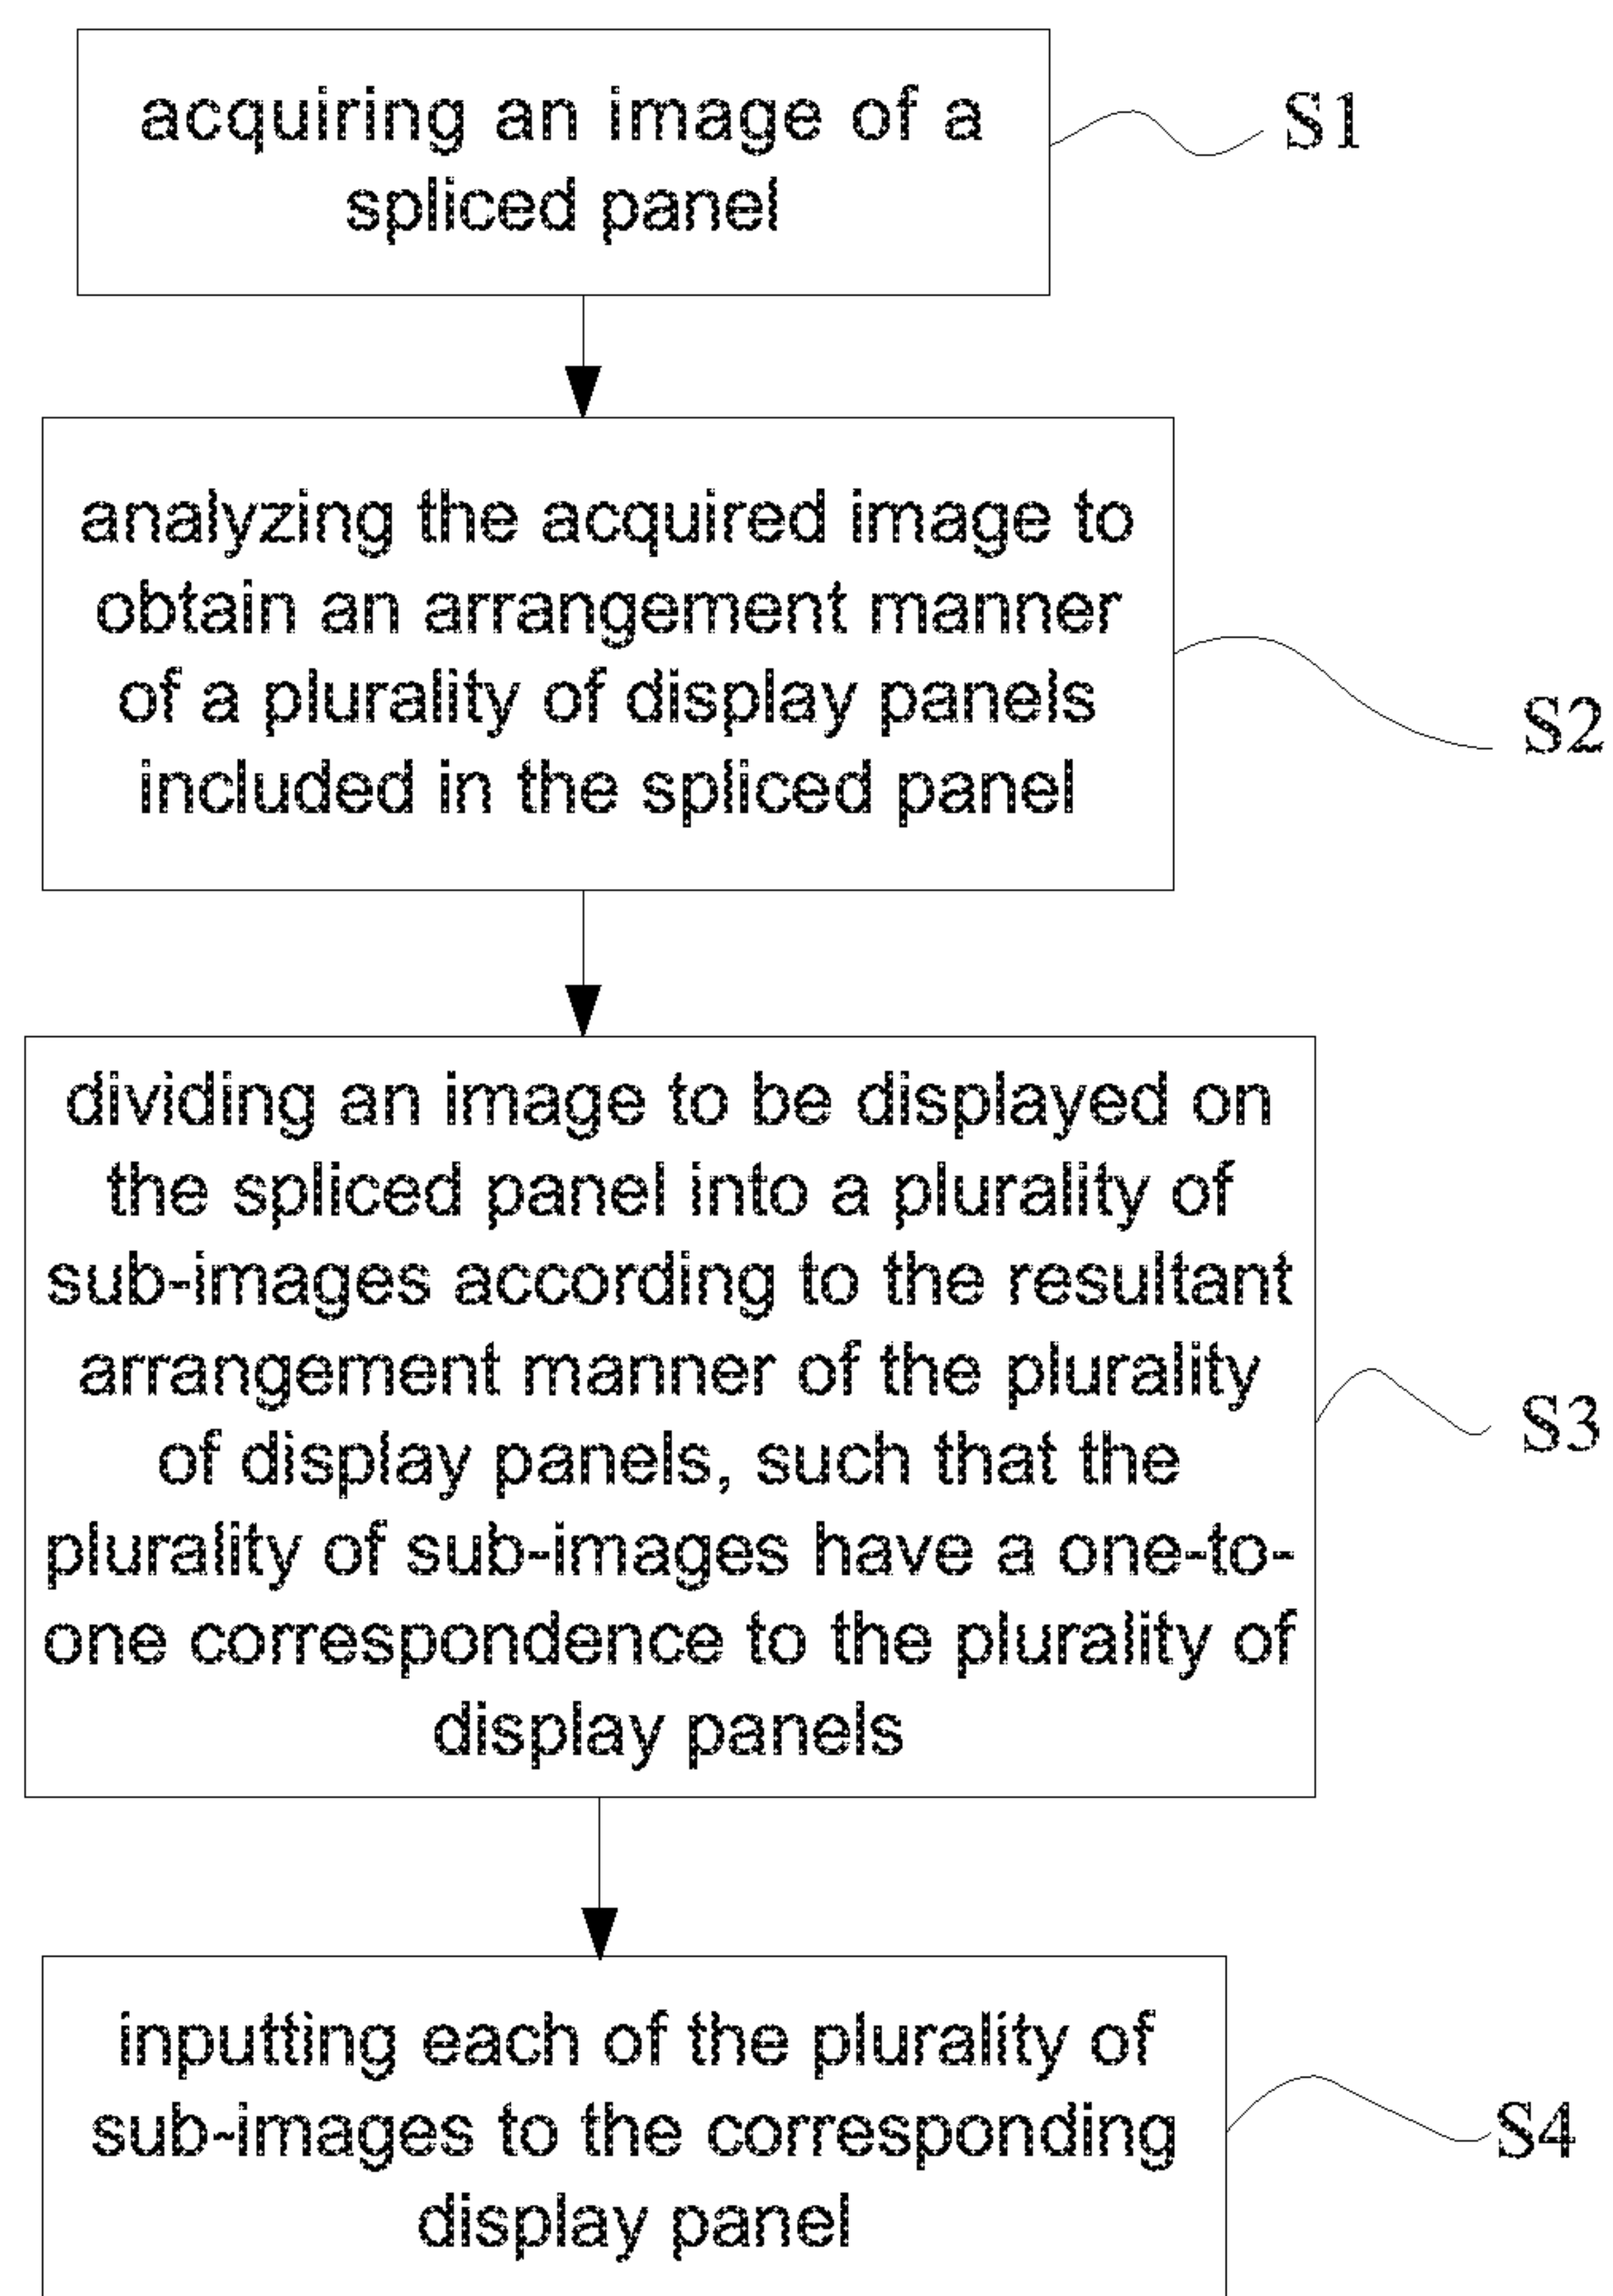 acquiring an image of a
spliced panel
S1
analyzing the acquired image to
obtain an arrangement manner
of a plurality of display panels
included in the spliced panel
S2
dividing an image to be displayed on
the spliced panel into a plurality of
sub-images according to the resultant
arrangement manner of the plurality
of display panels, such that the
plurality of sub-images have a one-to-
one correspondence to the plurality of
display panels
S3
inputting each of the plurality of
sub-images to the corresponding
display panel
S4